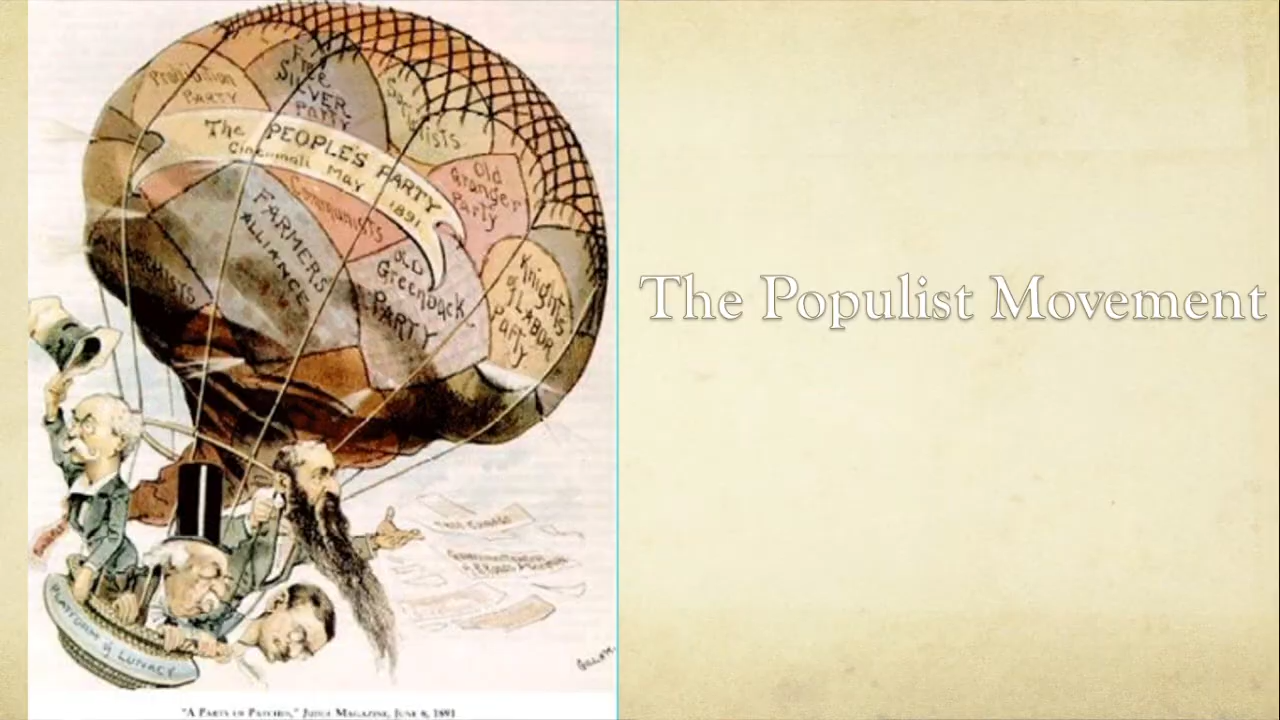 Prohibition
PARTY
Free
SILVER
Party
Socialists
The PEOPLE'S PARTY
Cincinnati May 1891
Old
Granger
Party
Communists
FARMERS
ALLIANCE
ANARCHISTS
OLD
Greenback
PARTY
Knights
of LABOR
Party
PLATFORM of LUNACY
GILLAM.
"A PARTY OF PATCHES," JUDGE MAGAZINE, JUNE 6, 1891
The Populist Movement